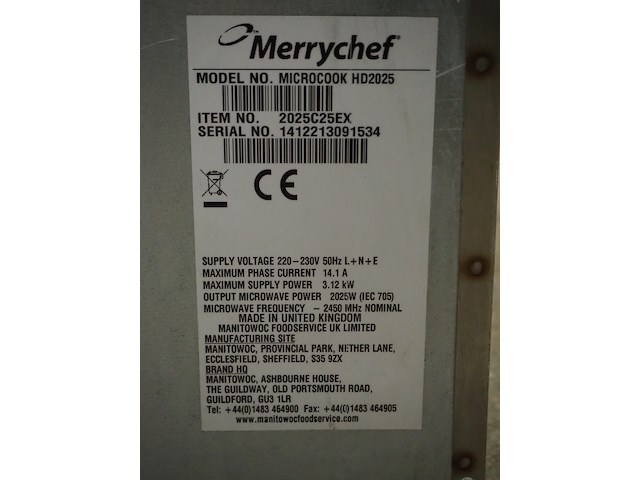 Merrychef®
MODEL NO. MICROCOOK HD2025
ITEM NO. 2025C25EX
SERIAL NO. 1412213091534
CE
SUPPLY VOLTAGE 220-230V 50Hz L+N+E
MAXIMUM PHASE CURRENT 14.1 A
MAXIMUM SUPPLY POWER 3.12 kW
OUTPUT MICROWAVE POWER 2025W (IEC 705)
MICROWAVE FREQUENCY - 2450 MHz NOMINAL
MADE IN UNITED KINGDOM
MANITOWOC FOODSERVICE UK LIMITED
MANUFACTURING SITE
MANITOWOC, PROVINCIAL PARK, NETHER LANE,
ECCLESFIELD, SHEFFIELD, S35 9ZX
BRAND HQ
MANITOWOC, ASHBOURNE HOUSE,
THE GUILDWAY, OLD PORTSMOUTH ROAD,
GUILDFORD, GU3 1LR
Tel: +44(0)1483 464900 Fax: +44(0)1483 464905
www.manitowocfoodservice.com